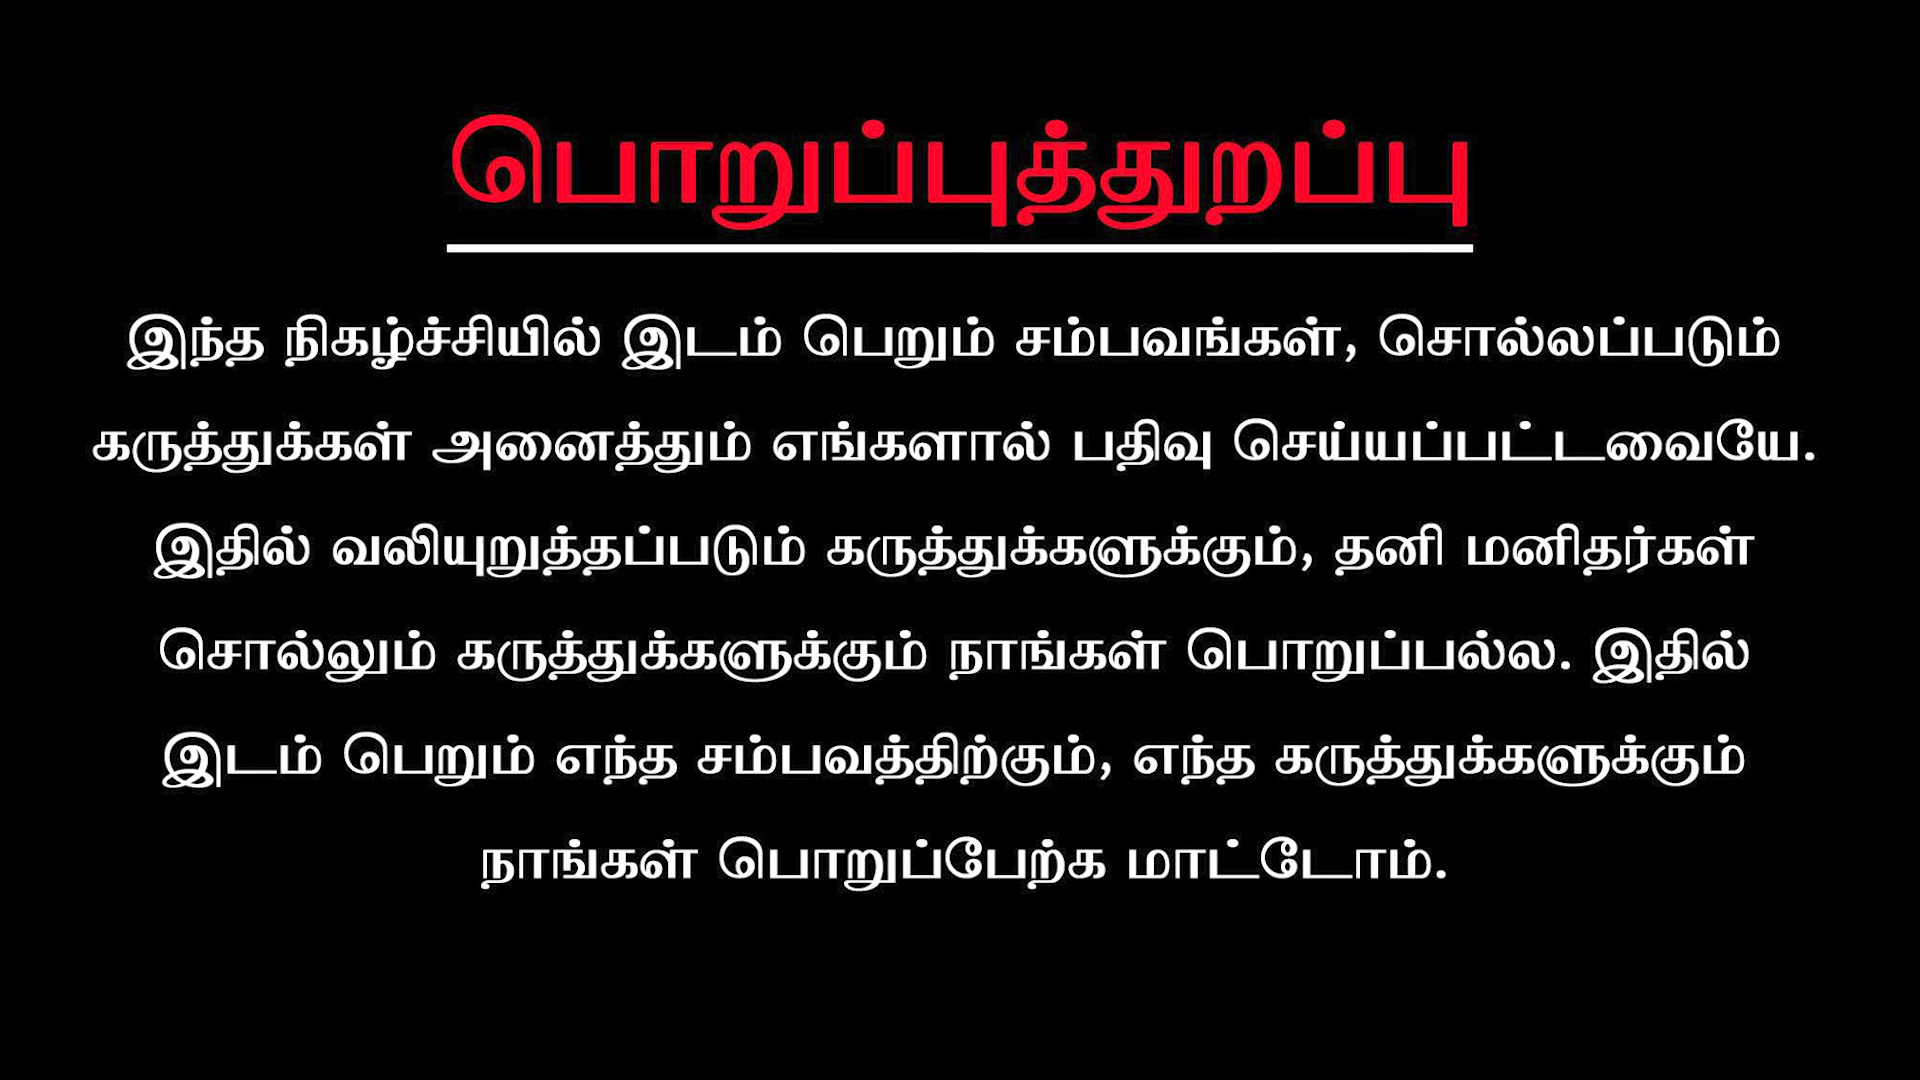 பொறுப்புத்துறப்பு
இந்த நிகழ்ச்சியில் இடம் பெறும் சம்பவங்கள், சொல்லப்படும்
கருத்துக்கள் அனைத்தும் எங்களால் பதிவு செய்யப்பட்டவையே.
இதில் வலியுறுத்தப்படும் கருத்துக்களுக்கும், தனி மனிதர்கள்
சொல்லும் கருத்துக்களுக்கும் நாங்கள் பொறுப்பல்ல. இதில்
இடம் பெறும் எந்த சம்பவத்திற்கும், எந்த கருத்துக்களுக்கும்
நாங்கள் பொறுப்பேற்க மாட்டோம்.